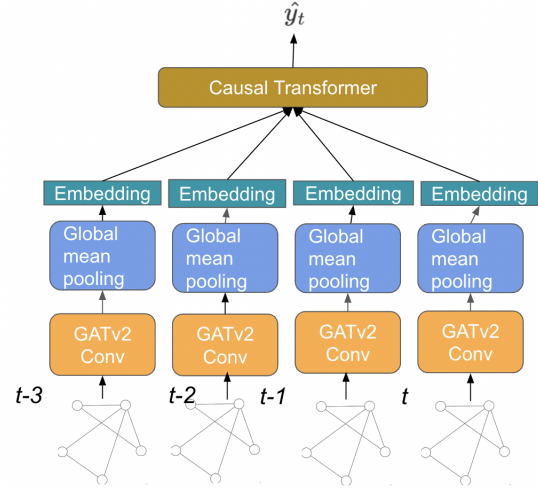 ŷₜ
Causal Transformer
Embedding Embedding Embedding Embedding
Global Global Global Global
mean mean mean mean
pooling pooling pooling pooling
GATv2 GATv2 GATv2 GATv2
Conv Conv Conv Conv
t-3 t-2 t-1 t